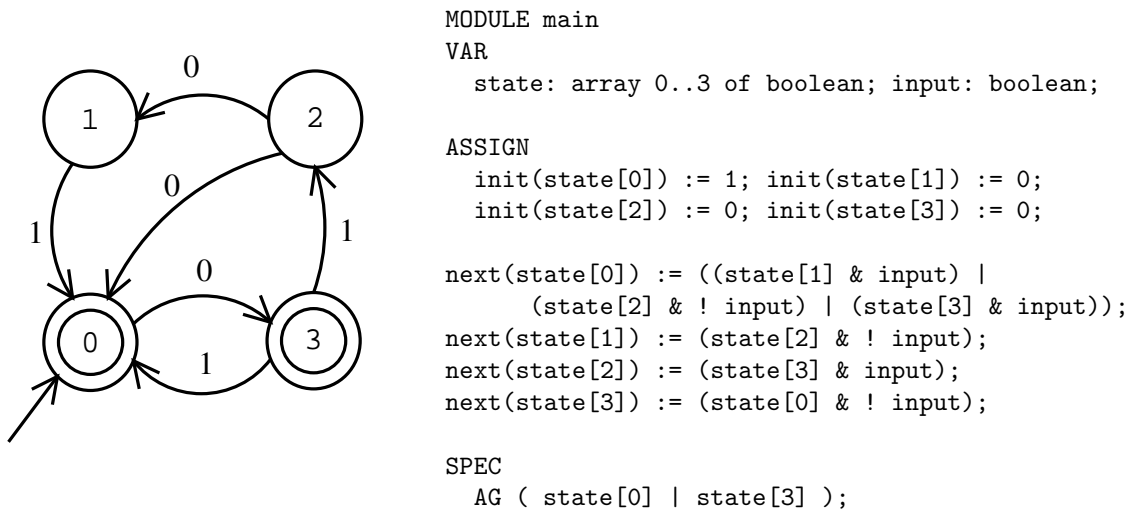 0
1
2
0
1
1
0
0
3
1
MODULE main
VAR
state: array 0..3 of boolean; input: boolean;
ASSIGN
init(state[0]) := 1; init(state[1]) := 0;
init(state[2]) := 0; init(state[3]) := 0;
next(state[0]) := ((state[1] & input) |
(state[2] & ! input) | (state[3] & input));
next(state[1]) := (state[2] & ! input);
next(state[2]) := (state[3] & input);
next(state[3]) := (state[0] & ! input);
SPEC
AG ( state[0] | state[3] );